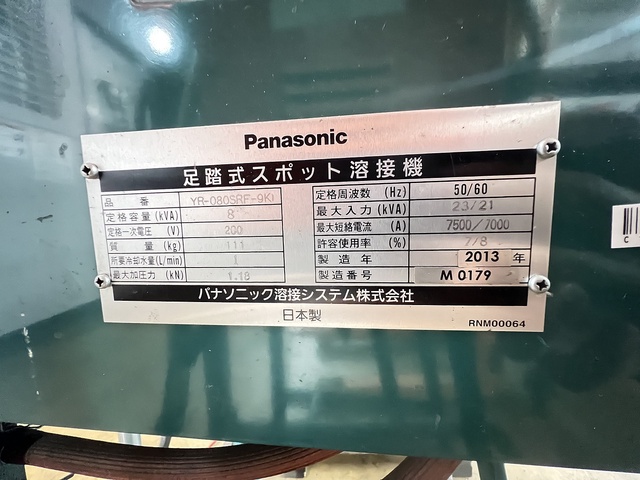 Panasonic
足踏式スポット溶接機
品番 YR-080SRF-9K
定格容量 (kVA) 8
定格一次電圧 (V) 200
質量 (kg) 111
所要冷却水量(L/min) 1
最大加圧力 (kN) 1.18
定格周波数 (Hz) 50/60
最大入力 (kVA) 23/21
最大短絡電流 (A) 7500/7000
許容使用率 (%) 7/8
製造年 2013 年
製造番号 M 0179
パナソニック溶接システム株式会社
日本製
RNM00064
C